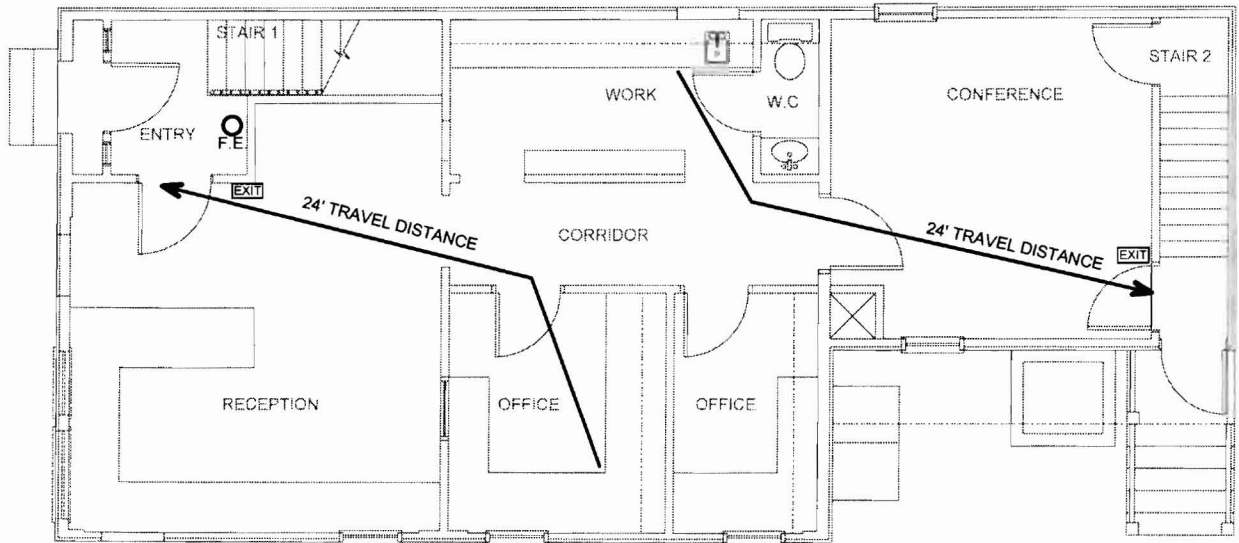 STAIR 1
STAIR 2
WORK
W.C
CONFERENCE
ENTRY
F.E.
EXIT
24' TRAVEL DISTANCE
CORRIDOR
24' TRAVEL DISTANCE
EXIT
RECEPTION
OFFICE
OFFICE